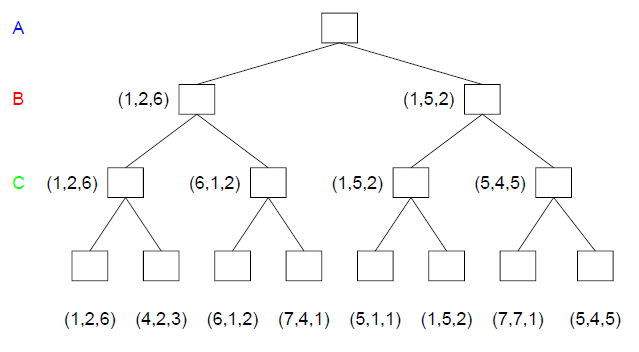 A
B (1,2,6) (1,5,2)
C (1,2,6) (6,1,2) (1,5,2) (5,4,5)
(1,2,6) (4,2,3) (6,1,2) (7,4,1) (5,1,1) (1,5,2) (7,7,1) (5,4,5)